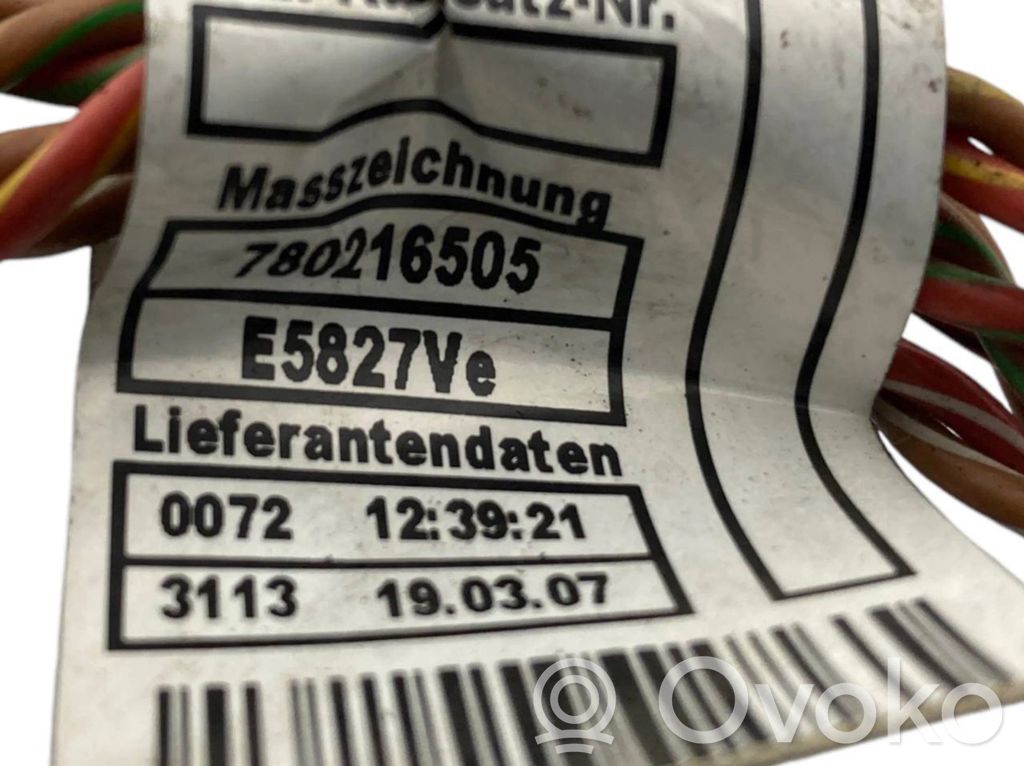 Masszeichnung
780216505
E5827Ve
Lieferantendaten
0072 12:39:21
3113 19.03.07
Ovoko